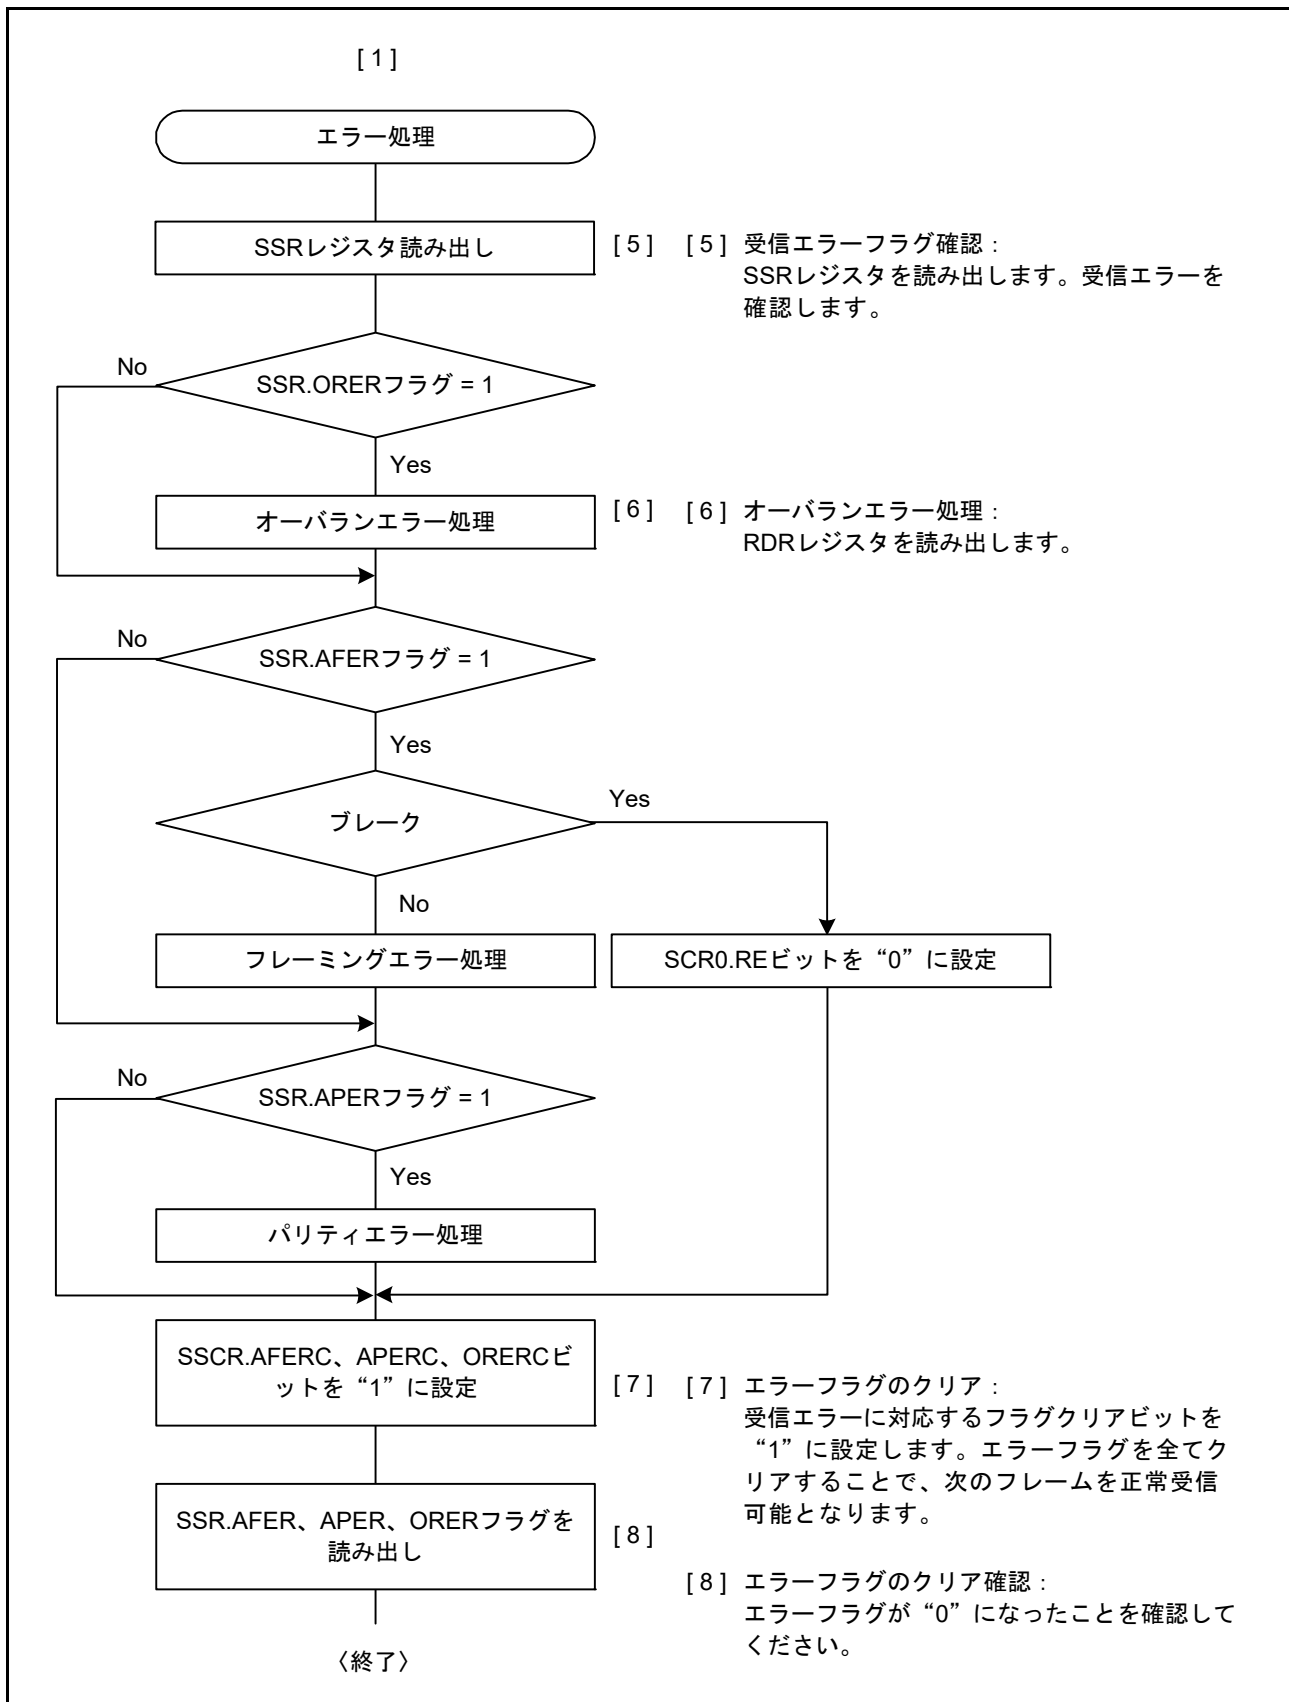 [ 1 ]
エラー処理
SSRレジスタ読み出し
[ 5 ]
[ 5 ] 受信エラーフラグ確認：
SSRレジスタを読み出します。受信エラーを
確認します。
No
SSR.ORERフラグ = 1
Yes
オーバランエラー処理
[ 6 ]
[ 6 ] オーバランエラー処理：
RDRレジスタを読み出します。
No
SSR.AFERフラグ = 1
Yes
ブレーク
Yes
No
フレーミングエラー処理
SCR0.REビットを“0”に設定
No
SSR.APERフラグ = 1
Yes
パリティエラー処理
SSCR.AFERC、APERC、ORERCビ
ットを“1”に設定
[ 7 ]
[ 7 ] エラーフラグのクリア：
受信エラーに対応するフラグクリアビットを
“1”に設定します。エラーフラグを全てク
リアすることで、次のフレームを正常受信
可能となります。
SSR.AFER、APER、ORERフラグを
読み出し
[ 8 ]
[ 8 ] エラーフラグのクリア確認：
エラーフラグが“0”になったことを確認して
ください。
〈終了〉